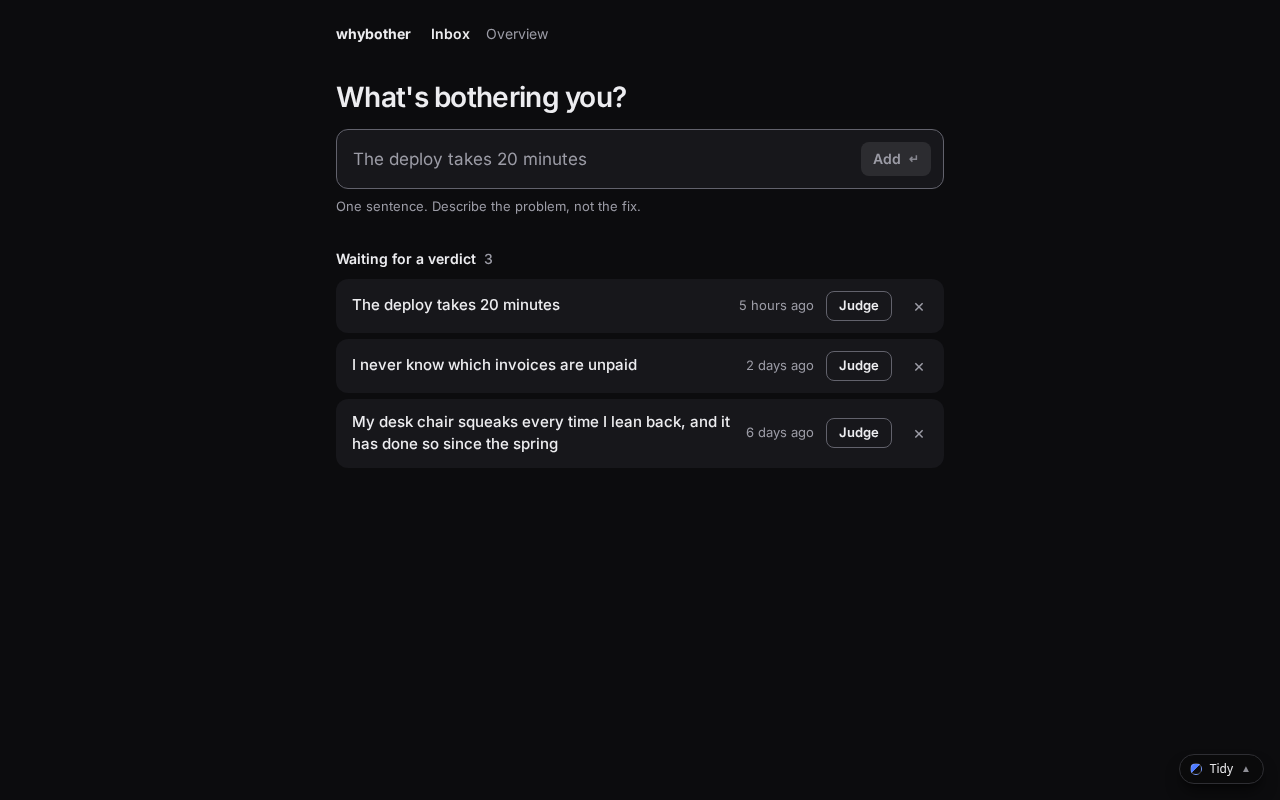 whybother Inbox Overview
What's bothering you?
The deploy takes 20 minutes Add ↵
One sentence. Describe the problem, not the fix.
Waiting for a verdict 3
The deploy takes 20 minutes 5 hours ago Judge ×
I never know which invoices are unpaid 2 days ago Judge ×
My desk chair squeaks every time I lean back, and it
has done so since the spring 6 days ago Judge ×
Tidy ▲